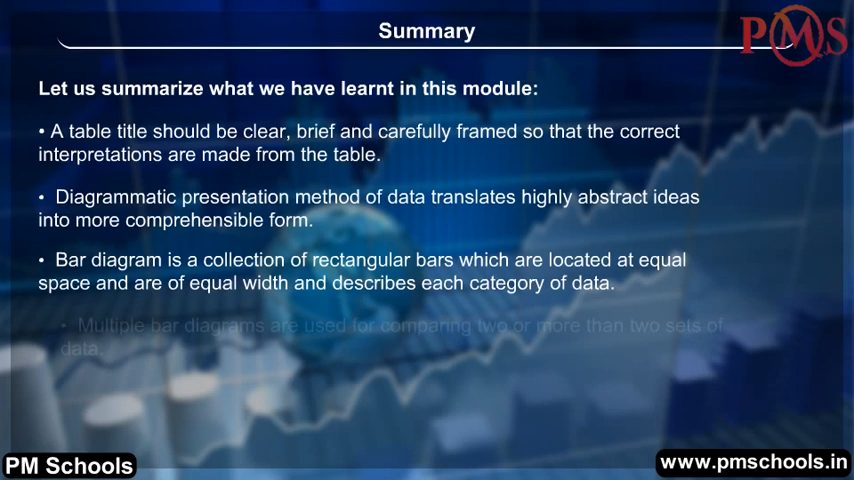 Summary
PMS
Let us summarize what we have learnt in this module:
• A table title should be clear, brief and carefully framed so that the correct
interpretations are made from the table.
• Diagrammatic presentation method of data translates highly abstract ideas
into more comprehensible form.
• Bar diagram is a collection of rectangular bars which are located at equal
space and are of equal width and describes each category of data.
• Multiple bar diagrams are used for comparing two or more than two sets of
data.
PM Schools
www.pmschools.in